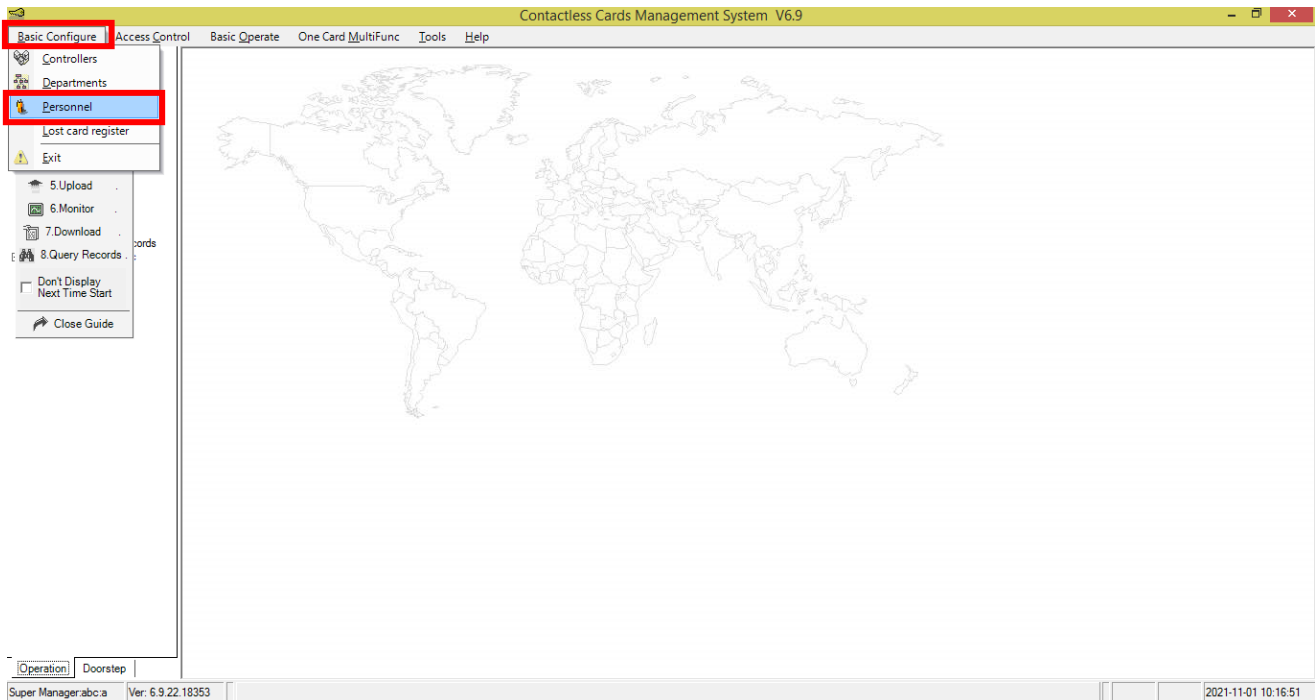 Contactless Cards Management System V6.9
Basic Configure Access Control Basic Operate One Card MultiFunc Tools Help
Controllers
Departments
Personnel
Lost card register
Exit
5.Upload .
6.Monitor .
7.Download .
cords
8.Query Records .
Don't Display
Next Time Start
Close Guide
Operation Doorstep
Super Manager:abc:a Ver: 6.9.22.18353 2021-11-01 10:16:51